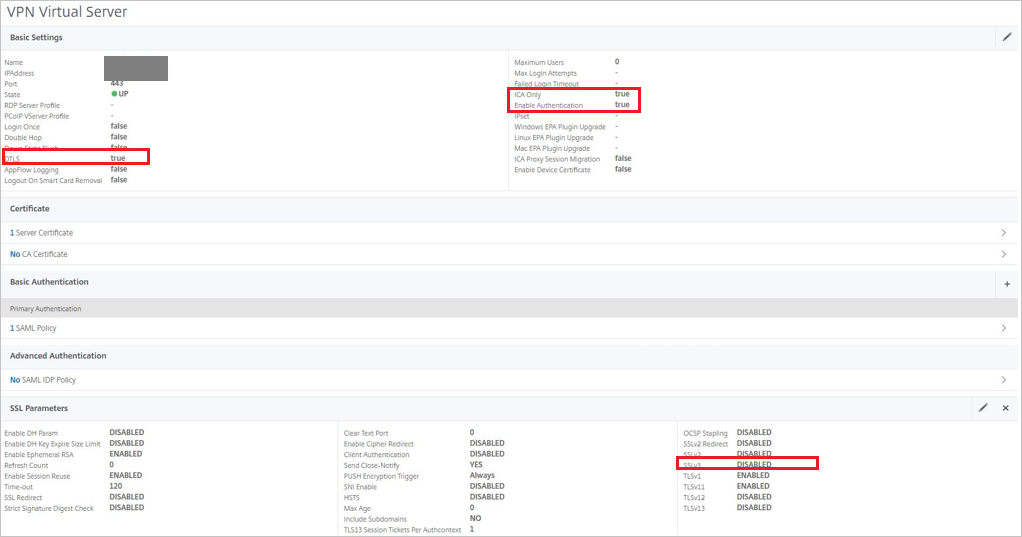 VPN Virtual Server
Basic Settings
Name
IPAddress
Port 443
State UP
RDP Server Profile -
PCoIP VServer Profile -
Login Once false
Double Hop false
Down State Flush false
DTLS true
AppFlow Logging false
Logout On Smart Card Removal false
Maximum Users 0
Max Login Attempts -
Failed Login Timeout -
ICA Only true
Enable Authentication true
IPset -
Windows EPA Plugin Upgrade -
Linux EPA Plugin Upgrade -
Mac EPA Plugin Upgrade -
ICA Proxy Session Migration false
Enable Device Certificate false
Certificate
1 Server Certificate
No CA Certificate
Basic Authentication
Primary Authentication
1 SAML Policy
Advanced Authentication
No SAML IDP Policy
SSL Parameters
Enable DH Param DISABLED
Enable DH Key Expire Size Limit DISABLED
Enable Ephemeral RSA ENABLED
Refresh Count 0
Enable Session Reuse ENABLED
Time-out 120
SSL Redirect DISABLED
Strict Signature Digest Check DISABLED
Clear Text Port 0
Enable Cipher Redirect DISABLED
Client Authentication DISABLED
Send Close-Notify YES
PUSH Encryption Trigger Always
SNI Enable DISABLED
HSTS DISABLED
Max Age 0
Include Subdomains NO
TLS13 Session Tickets Per Authcontext 1
OCSP Stapling DISABLED
SSLv2 Redirect DISABLED
SSLv2 DISABLED
SSLv3 DISABLED
TLSv1 ENABLED
TLSv11 ENABLED
TLSv12 DISABLED
TLSv13 DISABLED